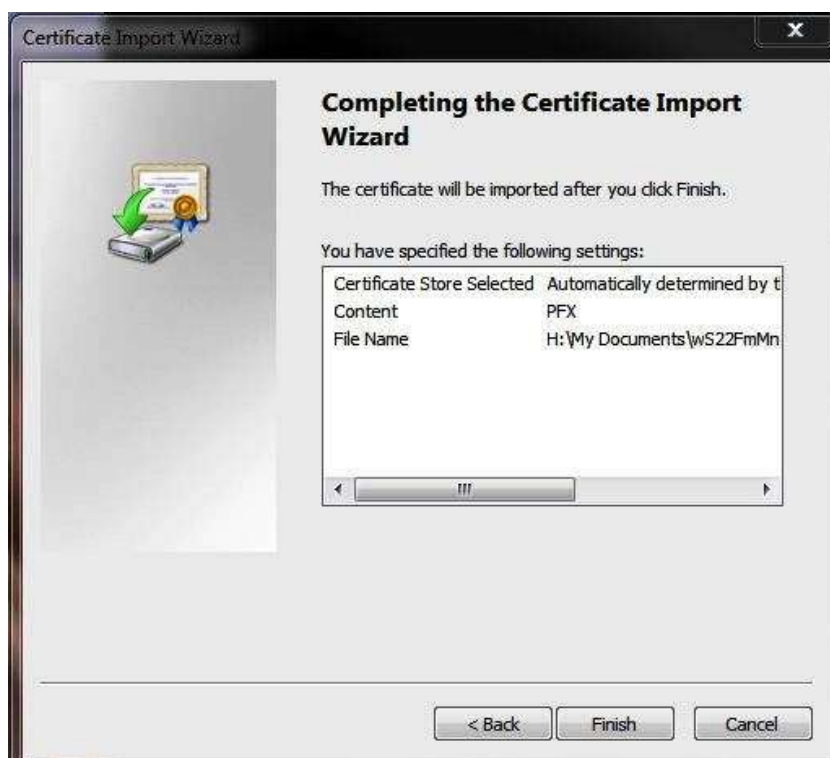 Certificate Import Wizard
X
Completing the Certificate Import
Wizard
The certificate will be imported after you click Finish.
You have specified the following settings:
Certificate Store Selected Automatically determined by t
Content PFX
File Name H:\My Documents\wS22FmMn
< Back Finish Cancel